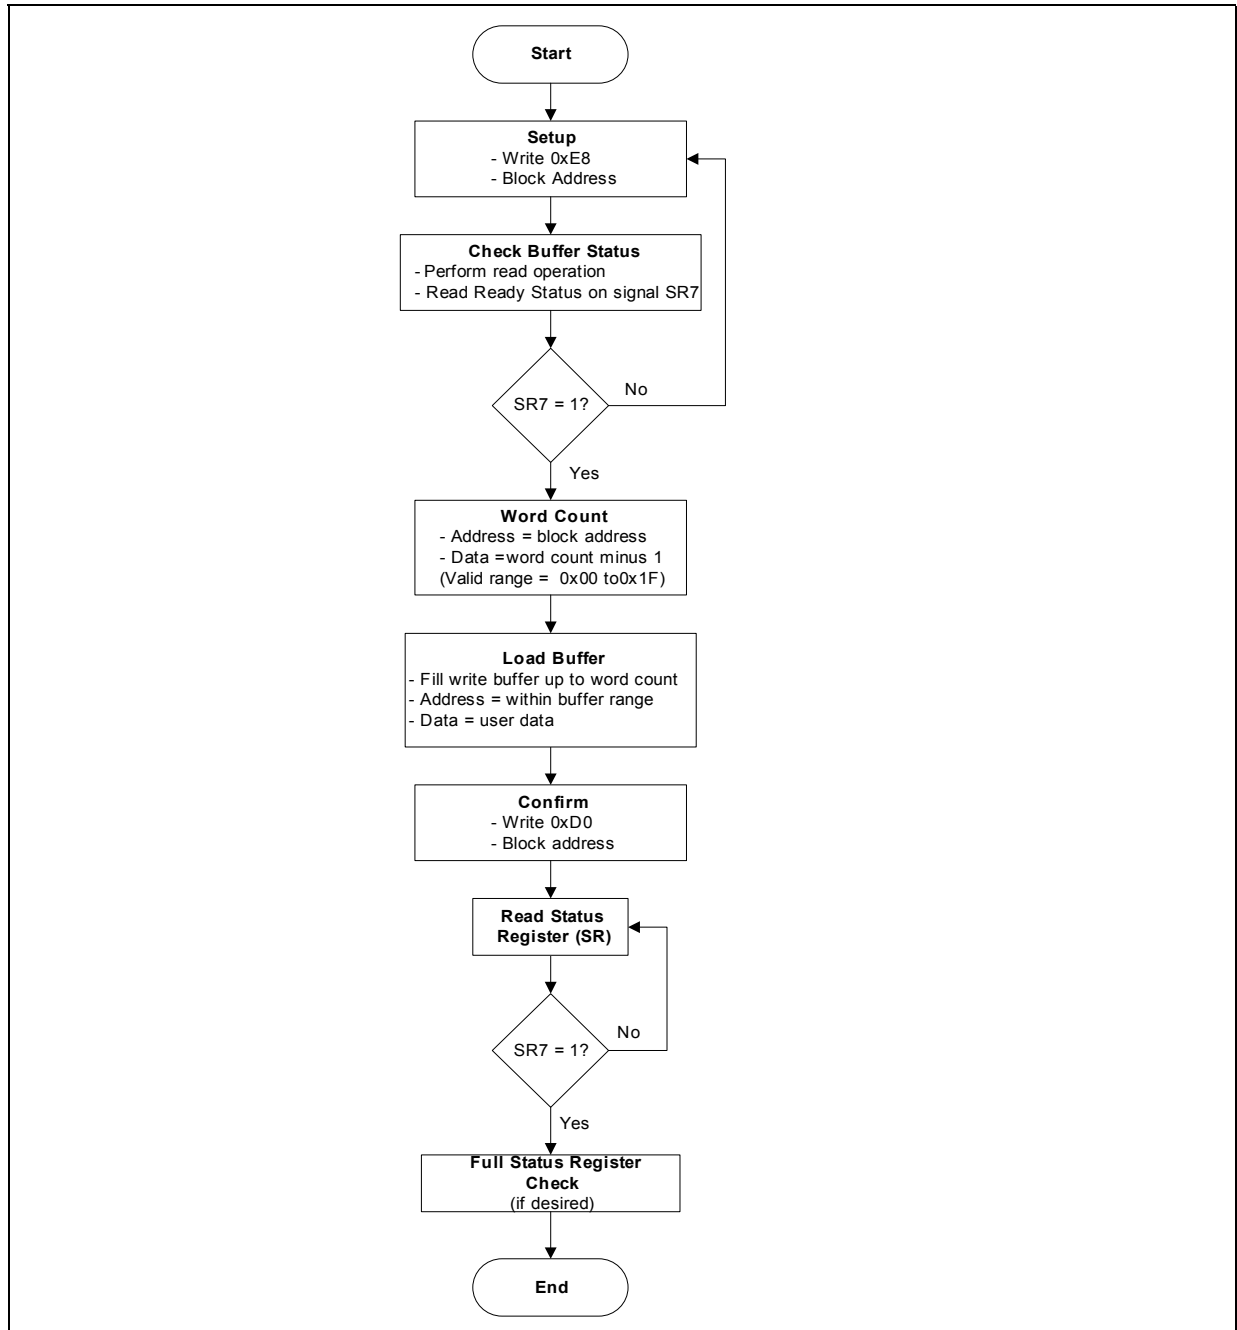 Start
Setup
- Write 0xE8
- Block Address
Check Buffer Status
- Perform read operation
- Read Ready Status on signal SR7
No
SR7 = 1?
Yes
Word Count
- Address = block address
- Data =word count minus 1
(Valid range = 0x00 to0x1F)
Load Buffer
- Fill write buffer up to word count
- Address = within buffer range
- Data = user data
Confirm
- Write 0xD0
- Block address
Read Status
Register (SR)
No
SR7 = 1?
Yes
Full Status Register
Check
(if desired)
End